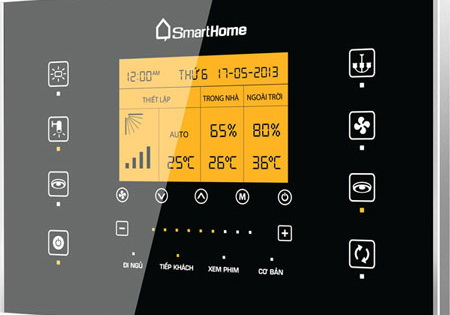 SmartHome
12:00AM THỨ 6 17-05-2013
THIẾT LẬP TRONG NHÀ NGOÀI TRỜI
AUTO 65% 80%
25°C 26°C 36°C
M
ĐI NGỦ TIẾP KHÁCH XEM PHIM CƠ BẢN